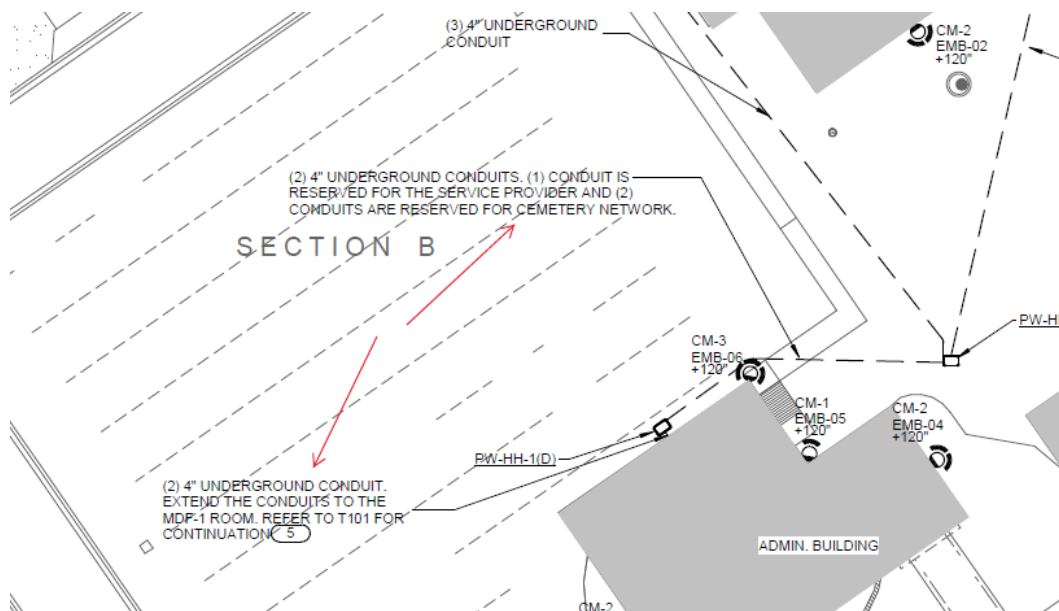 (3) 4" UNDERGROUND
CONDUIT
CM-2
EMB-02
+120"
(2) 4" UNDERGROUND CONDUITS. (1) CONDUIT IS
RESERVED FOR THE SERVICE PROVIDER AND (2)
CONDUITS ARE RESERVED FOR CEMETERY NETWORK.
SECTION B
PW-H
CM-3
EMB-06
+120"
CM-1
EMB-05
+120"
CM-2
EMB-04
+120"
PW-HH-1(D)
(2) 4" UNDERGROUND CONDUIT.
EXTEND THE CONDUITS TO THE
MDF-1 ROOM. REFER TO T101 FOR
CONTINUATION 5
ADMIN. BUILDING
CM-2